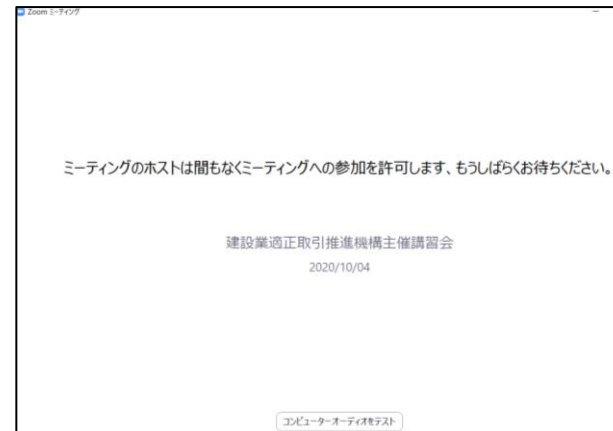 Zoom ミーティング
ミーティングのホストは間もなくミーティングへの参加を許可します、もうしばらくお待ちください。
建設業適正取引推進機構主催講習会
2020/10/04
コンピューターオーディオをテスト